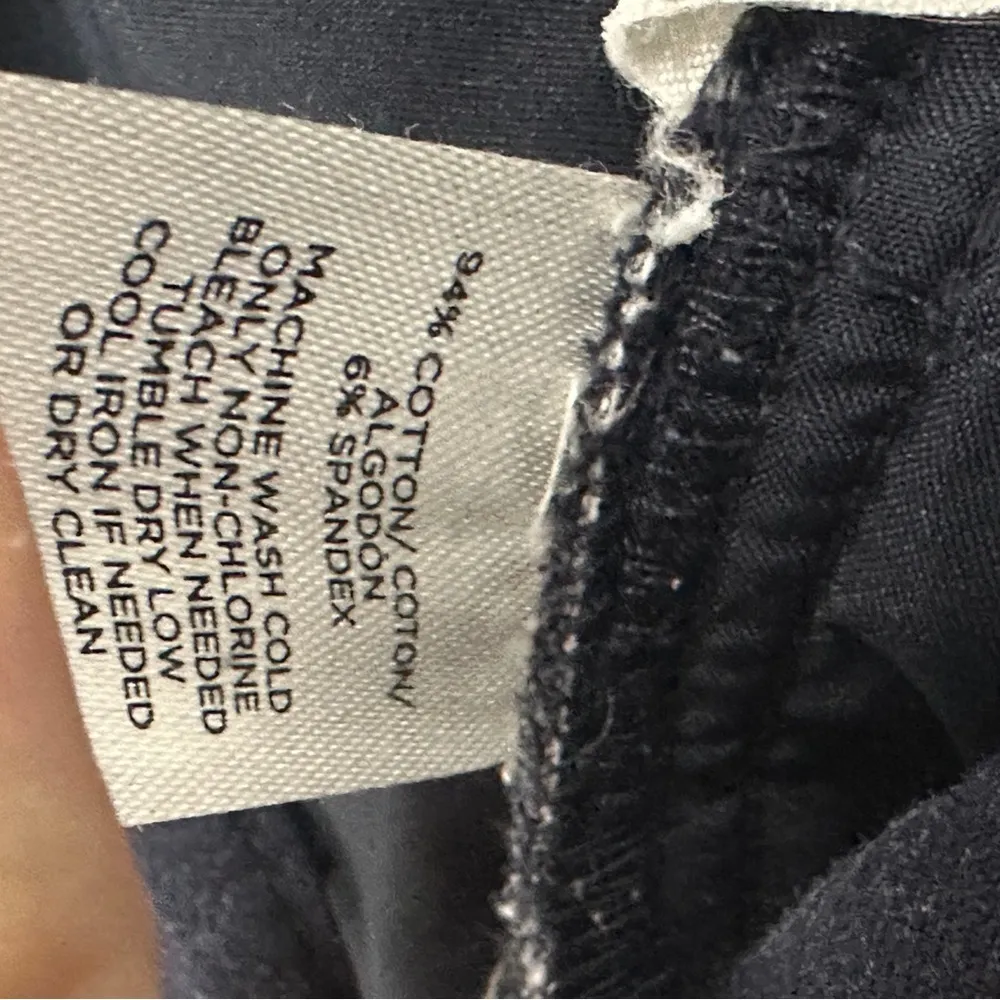 94% COTTON/ COTON/
ALGODÓN
6% SPANDEX
MACHINE WASH COLD
ONLY NON-CHLORINE
BLEACH WHEN NEEDED
TUMBLE DRY LOW
COOL IRON IF NEEDED
OR DRY CLEAN